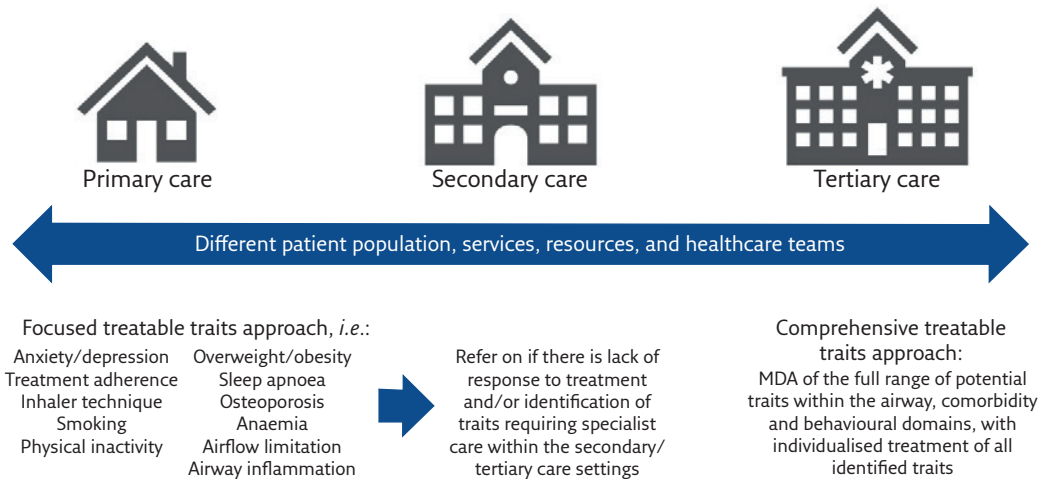 Primary care
Secondary care
Tertiary care
Different patient population, services, resources, and healthcare teams
Focused treatable traits approach, i.e.:
Anxiety/depression
Treatment adherence
Inhaler technique
Smoking
Physical inactivity
Overweight/obesity
Sleep apnoea
Osteoporosis
Anaemia
Airflow limitation
Airway inflammation
Refer on if there is lack of
response to treatment
and/or identification of
traits requiring specialist
care within the secondary/
tertiary care settings
Comprehensive treatable
traits approach:
MDA of the full range of potential
traits within the airway, comorbidity
and behavioural domains, with
individualised treatment of all
identified traits